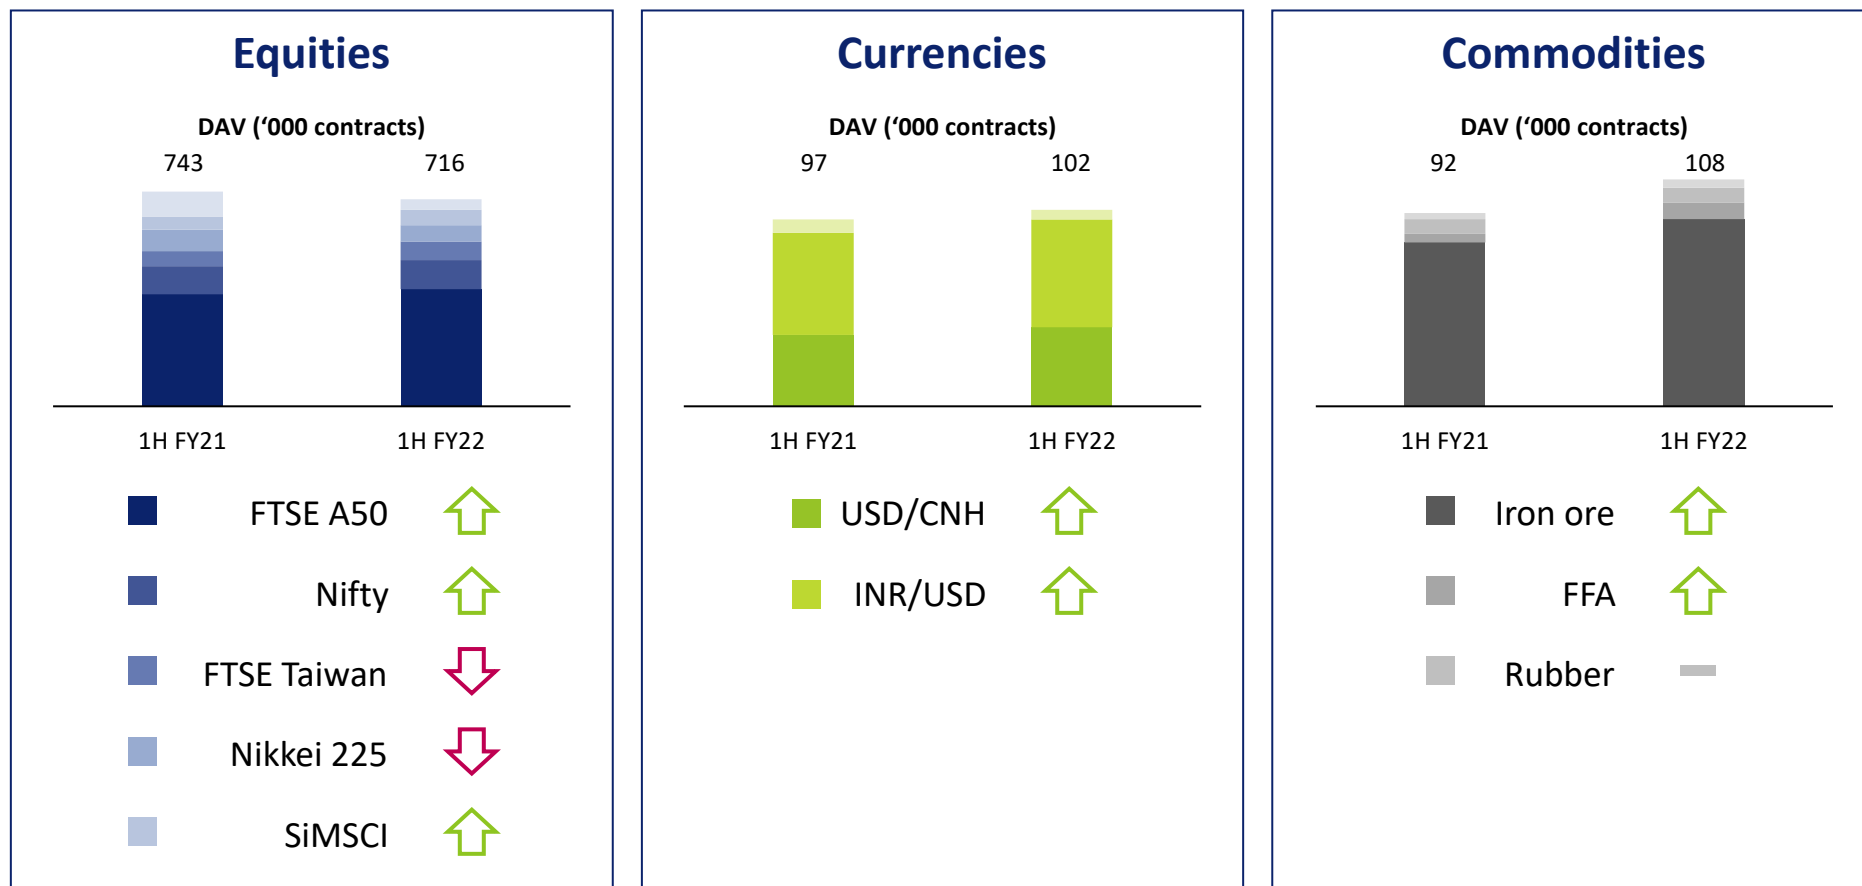 Equities
DAV (‘000 contracts)
743 716
1H FY21 1H FY22
FTSE A50
Nifty
FTSE Taiwan
Nikkei 225
SiMSCI
Currencies
DAV (‘000 contracts)
97 102
1H FY21 1H FY22
USD/CNH
INR/USD
Commodities
DAV (‘000 contracts)
92 108
1H FY21 1H FY22
Iron ore
FFA
Rubber